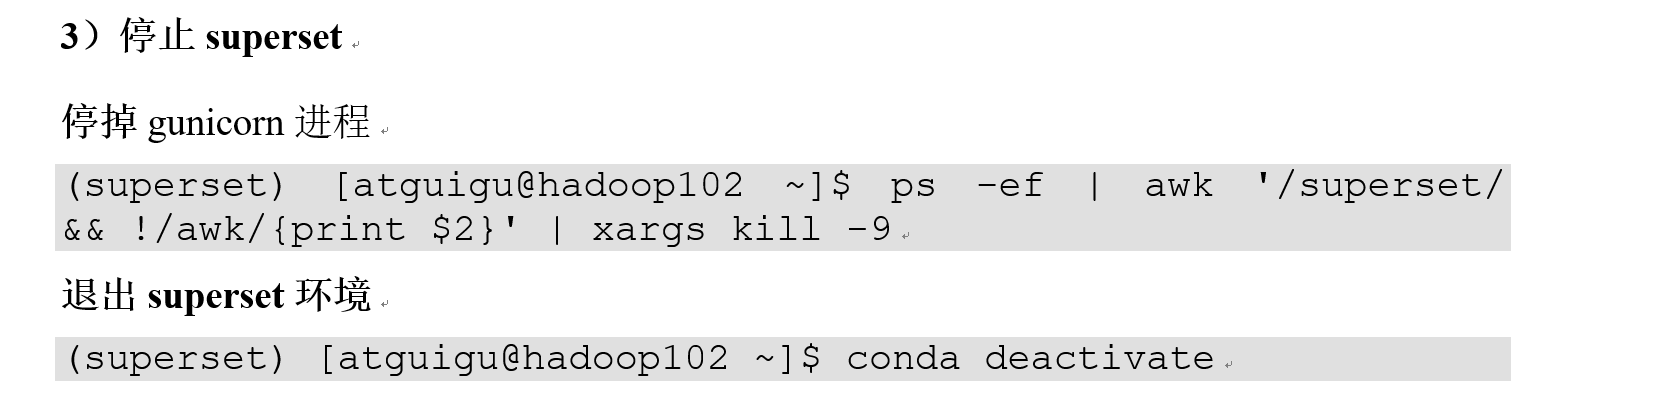 3）停止 superset
停掉 gunicorn 进程
(superset) [atguigu@hadoop102 ~]$ ps -ef | awk '/superset/
&& !/awk/{print $2}' | xargs kill -9
退出 superset 环境
(superset) [atguigu@hadoop102 ~]$ conda deactivate